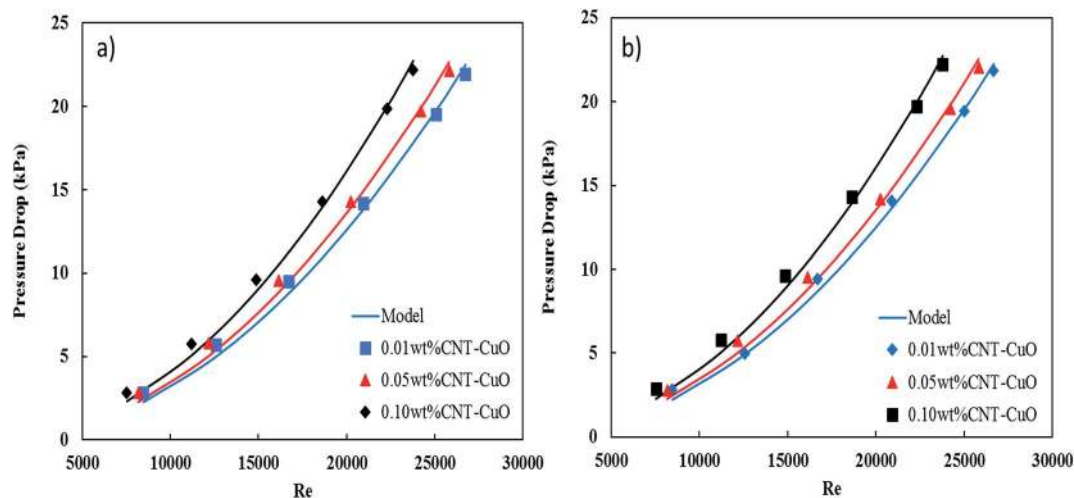 a)
25
20
15
10
5
0
Pressure Drop (kPa)
5000 10000 15000 20000 25000 30000
Re
Model
0.01wt%CNT-CuO
0.05wt%CNT-CuO
0.10wt%CNT-CuO
b)
25
20
15
10
5
0
Pressure Drop (kPa)
5000 10000 15000 20000 25000 30000
Re
Model
0.01wt%CNT-CuO
0.05wt%CNT-CuO
0.10wt%CNT-CuO